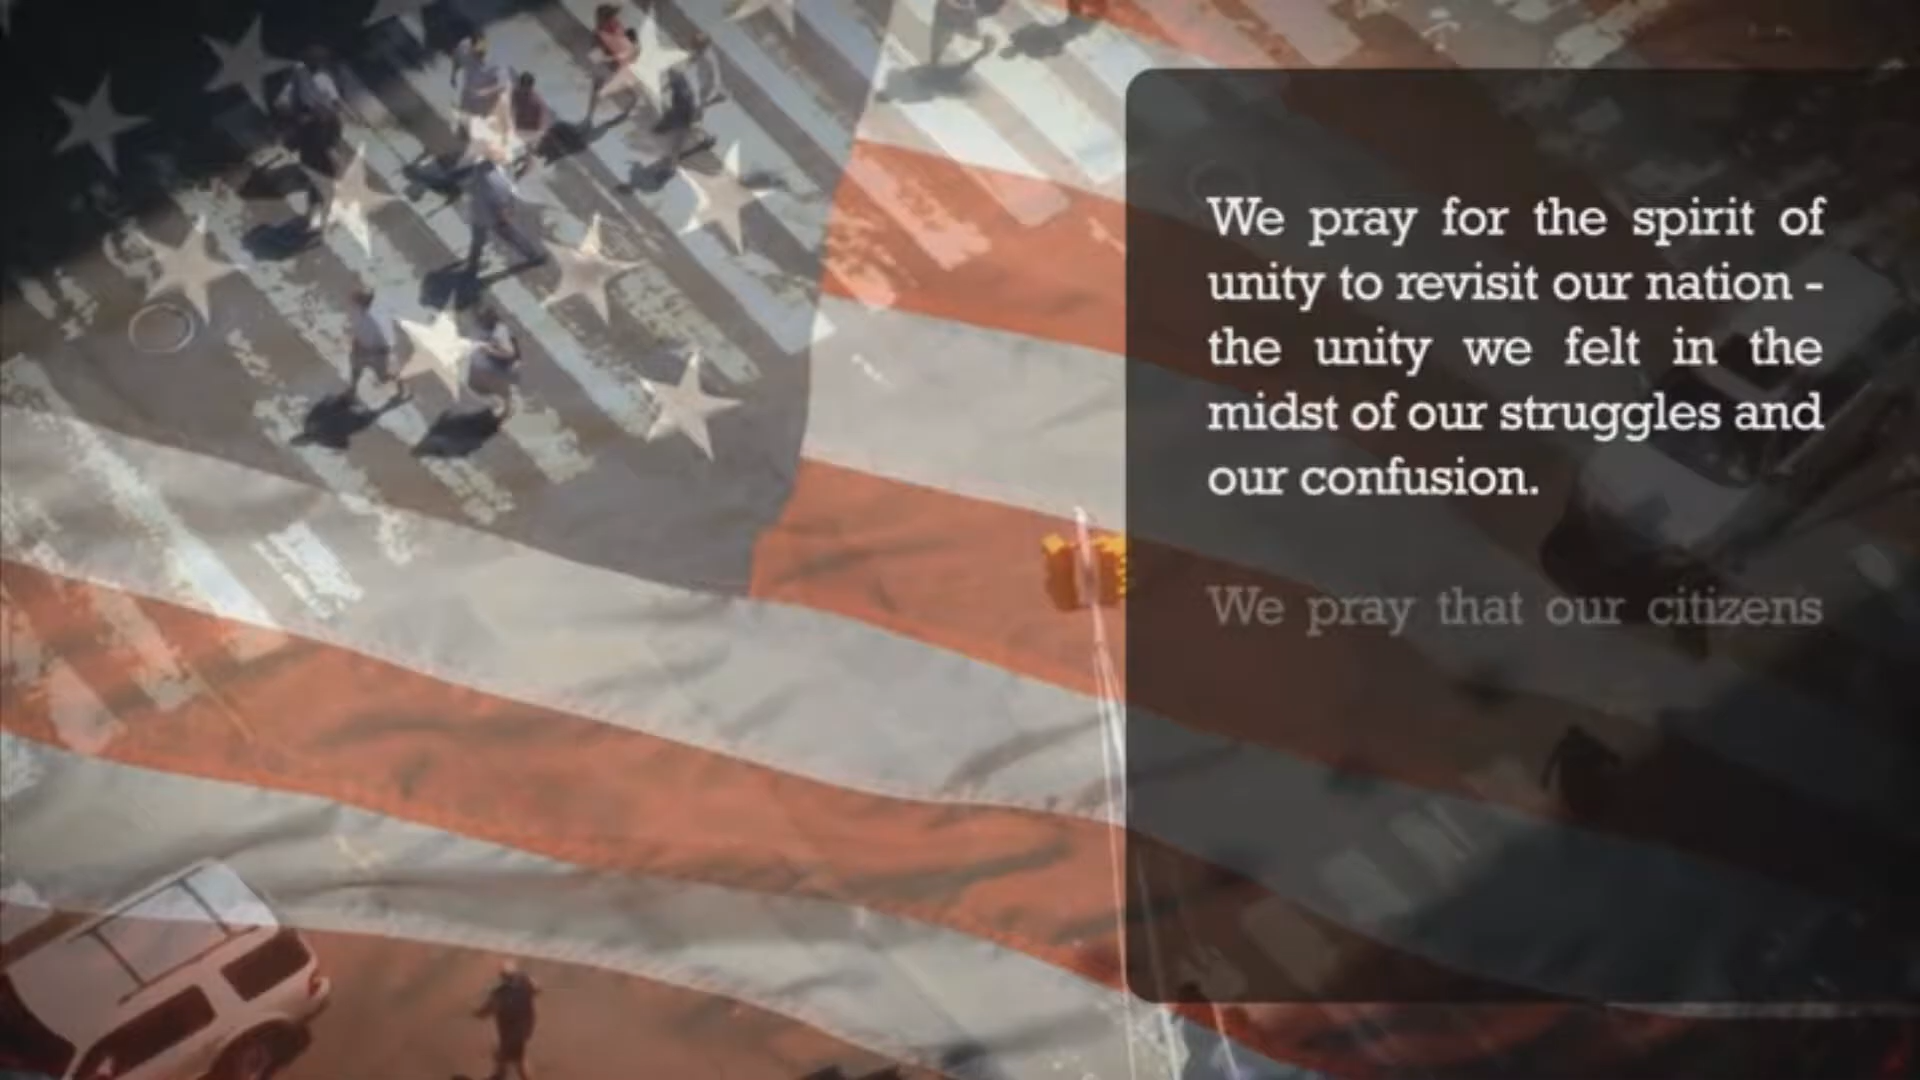 We pray for the spirit of
unity to revisit our nation -
the unity we felt in the
midst of our struggles and
our confusion.
We pray that our citizens